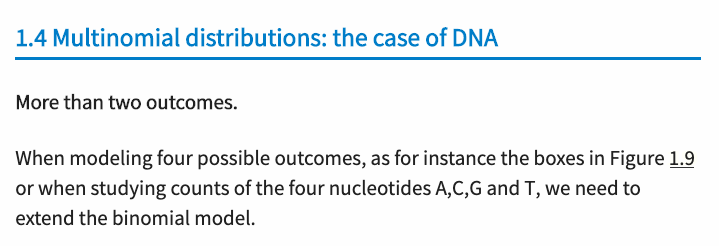 1.4 Multinomial distributions: the case of DNA
More than two outcomes.
When modeling four possible outcomes, as for instance the boxes in Figure 1.9
or when studying counts of the four nucleotides A,C,G and T, we need to
extend the binomial model.